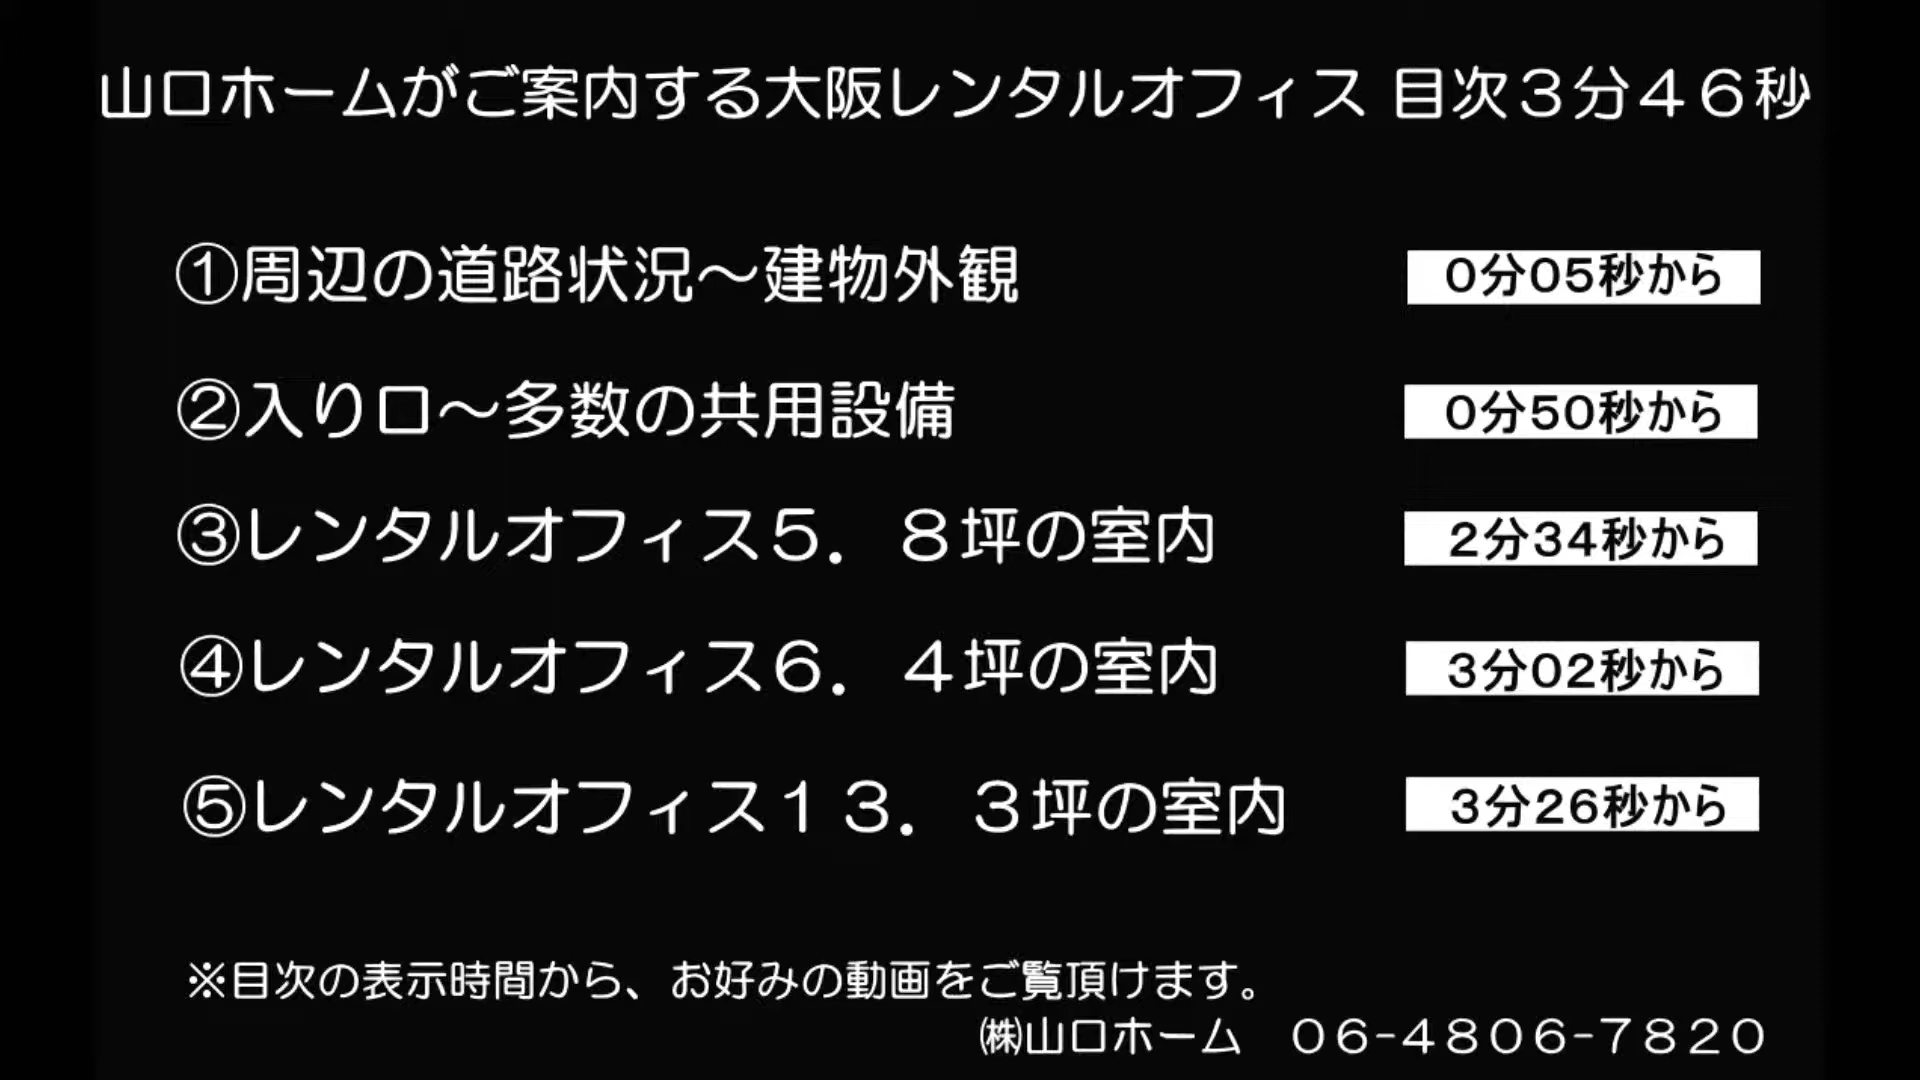 山口ホームがご案内する大阪レンタルオフィス 目次３分４６秒
①周辺の道路状況～建物外観 0分05秒から
②入り口～多数の共用設備 0分50秒から
③レンタルオフィス５．８坪の室内 2分34秒から
④レンタルオフィス６．４坪の室内 3分02秒から
⑤レンタルオフィス１３．３坪の室内 3分26秒から
※目次の表示時間から、お好みの動画をご覧頂けます。
㈱山口ホーム　０６-４８０６-７８２０